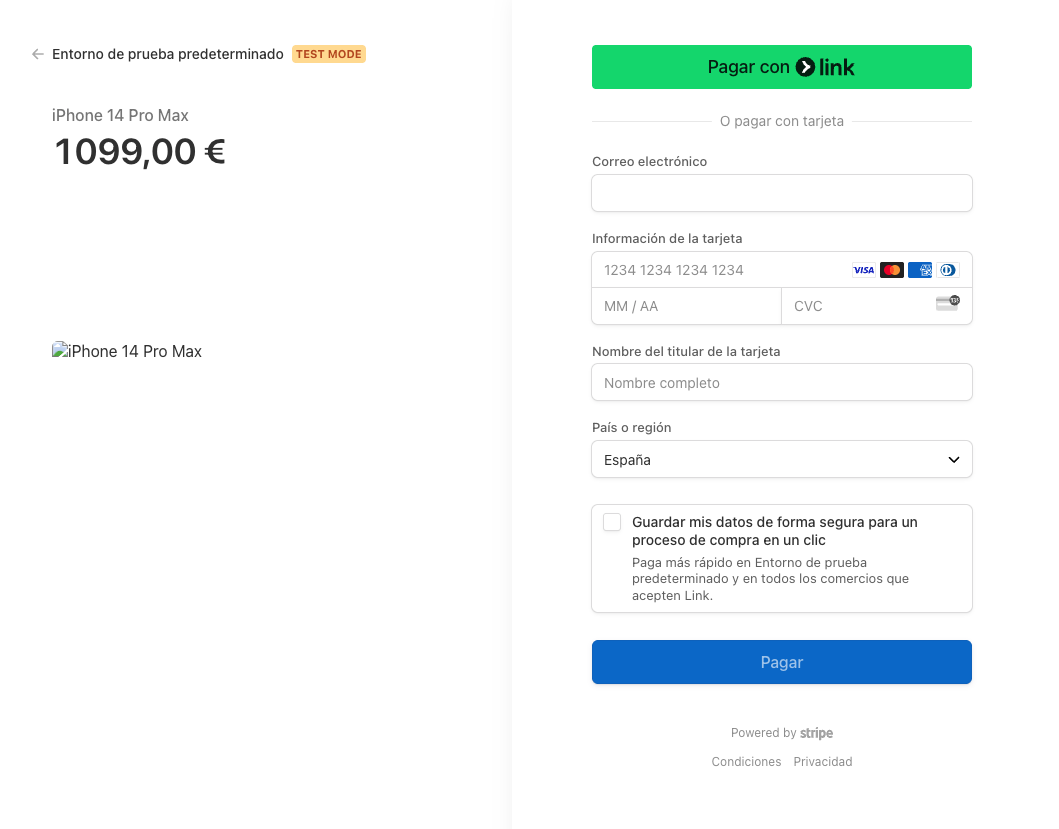 Entorno de prueba predeterminado TEST MODE
iPhone 14 Pro Max
1099,00 €
iPhone 14 Pro Max
Pagar con link
O pagar con tarjeta
Correo electrónico
Información de la tarjeta
1234 1234 1234 1234 VISA
MM / AA CVC
Nombre del titular de la tarjeta
Nombre completo
País o región
España
Guardar mis datos de forma segura para un
proceso de compra en un clic
Paga más rápido en Entorno de prueba
predeterminado y en todos los comercios que
acepten Link.
Pagar
Powered by stripe
Condiciones Privacidad